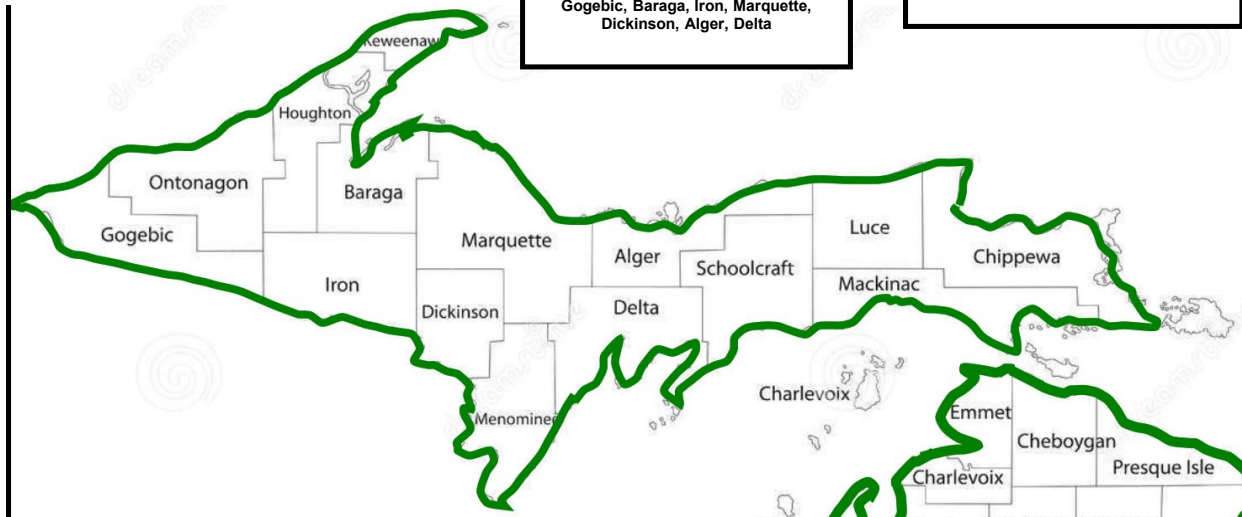 Gogebic, Baraga, Iron, Marquette,
Dickinson, Alger, Delta
Keweenaw
Houghton
Ontonagon
Baraga
Gogebic
Marquette
Iron
Dickinson
Menominee
Alger
Delta
Schoolcraft
Luce
Mackinac
Chippewa
Charlevoix
Emmet
Cheboygan
Presque Isle
Charlevoix